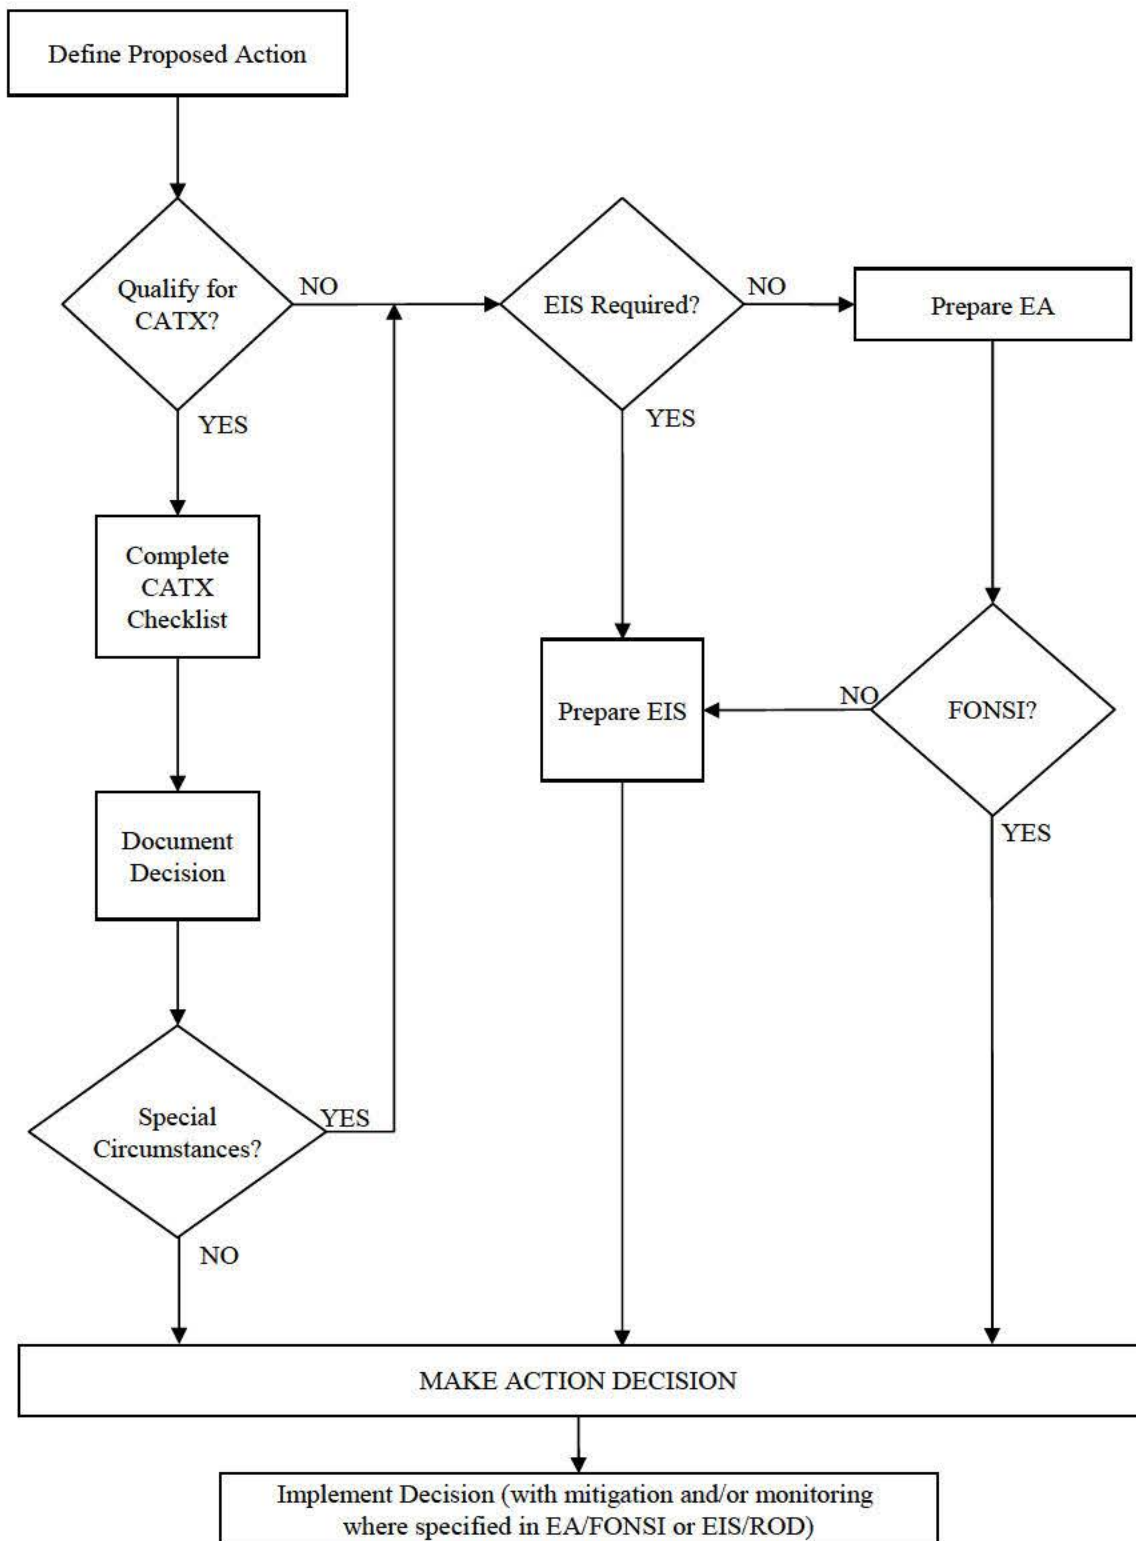 Define Proposed Action
Qualify for
CATX?
NO
EIS Required?
NO
Prepare EA
YES
YES
Complete
CATX
Checklist
Prepare EIS
NO
FONSI?
YES
Document
Decision
Special
Circumstances?
YES
NO
MAKE ACTION DECISION
Implement Decision (with mitigation and/or monitoring
where specified in EA/FONSI or EIS/ROD)